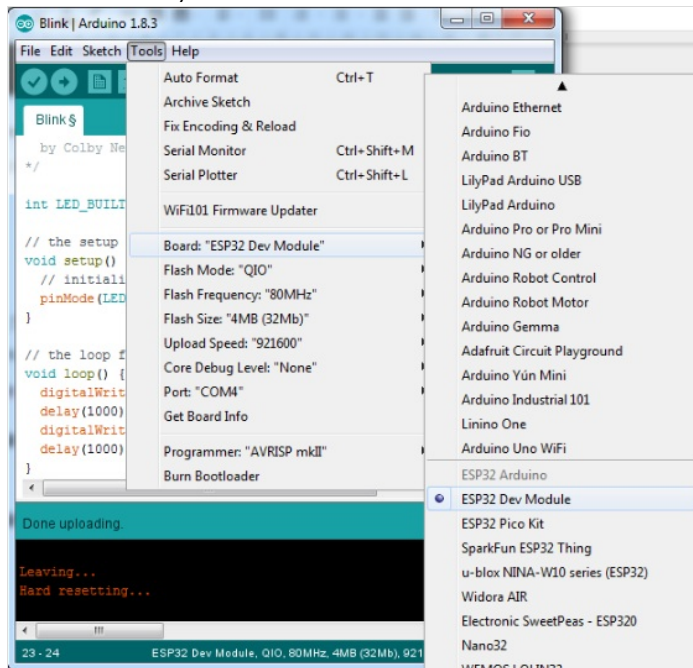 Blink | Arduino 1.8.3
File Edit Sketch Tools Help
Blink §
by Colby Ne
*/
int LED_BUILT
// the setup
void setup()
// initiali
pinMode(LED
}
// the loop f
void loop() {
digitalWrit
delay(1000)
digitalWrit
delay(1000)
}
Done uploading.
Leaving...
Hard resetting...
23 - 24
ESP32 Dev Module, QIO, 80MHz, 4MB (32Mb), 921
Auto Format Ctrl+T
Archive Sketch
Fix Encoding & Reload
Serial Monitor Ctrl+Shift+M
Serial Plotter Ctrl+Shift+L
WiFi101 Firmware Updater
Board: "ESP32 Dev Module"
Flash Mode: "QIO"
Flash Frequency: "80MHz"
Flash Size: "4MB (32Mb)"
Upload Speed: "921600"
Core Debug Level: "None"
Port: "COM4"
Get Board Info
Programmer: "AVRISP mkII"
Burn Bootloader
Arduino Ethernet
Arduino Fio
Arduino BT
LilyPad Arduino USB
LilyPad Arduino
Arduino Pro or Pro Mini
Arduino NG or older
Arduino Robot Control
Arduino Robot Motor
Arduino Gemma
Adafruit Circuit Playground
Arduino Yún Mini
Arduino Industrial 101
Linino One
Arduino Uno WiFi
ESP32 Arduino
ESP32 Dev Module
ESP32 Pico Kit
SparkFun ESP32 Thing
u-blox NINA-W10 series (ESP32)
Widora AIR
Electronic SweetPeas - ESP320
Nano32